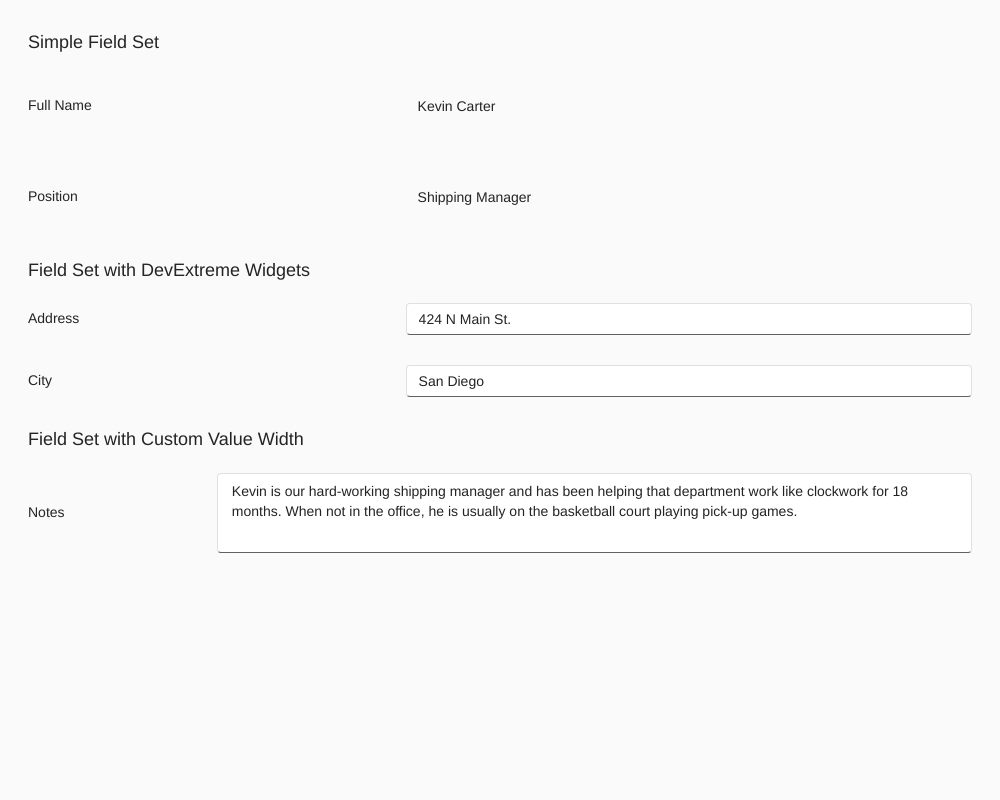 Simple Field Set
Full Name
Kevin Carter
Position
Shipping Manager
Field Set with DevExtreme Widgets
Address
424 N Main St.
City
San Diego
Field Set with Custom Value Width
Notes
Kevin is our hard-working shipping manager and has been helping that department work like clockwork for 18
months. When not in the office, he is usually on the basketball court playing pick-up games.